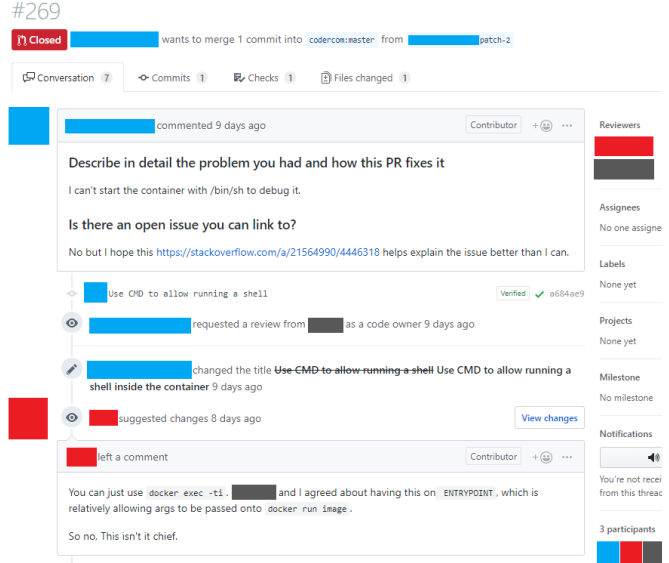 #269
Closed wants to merge 1 commit into codercom:master from patch-2
Conversation 7 Commits 1 Checks 1 Files changed 1
commented 9 days ago Contributor
Describe in detail the problem you had and how this PR fixes it
I can't start the container with /bin/sh to debug it.
Is there an open issue you can link to?
No but I hope this https://stackoverflow.com/a/21564990/4446318 helps explain the issue better than I can.
Use CMD to allow running a shell Verified a684ae9
requested a review from as a code owner 9 days ago
changed the title Use CMD to allow running a shell Use CMD to allow running a
shell inside the container 9 days ago
suggested changes 8 days ago View changes
left a comment Contributor
You can just use docker exec -ti. and I agreed about having this on ENTRYPOINT, which is
relatively allowing args to be passed onto docker run image.
So no, This isn't it chief.
Reviewers
Assignees
No one assigne
Labels
None yet
Projects
None yet
Milestone
No milestone
Notifications
You're not recei
from this thread
3 participants